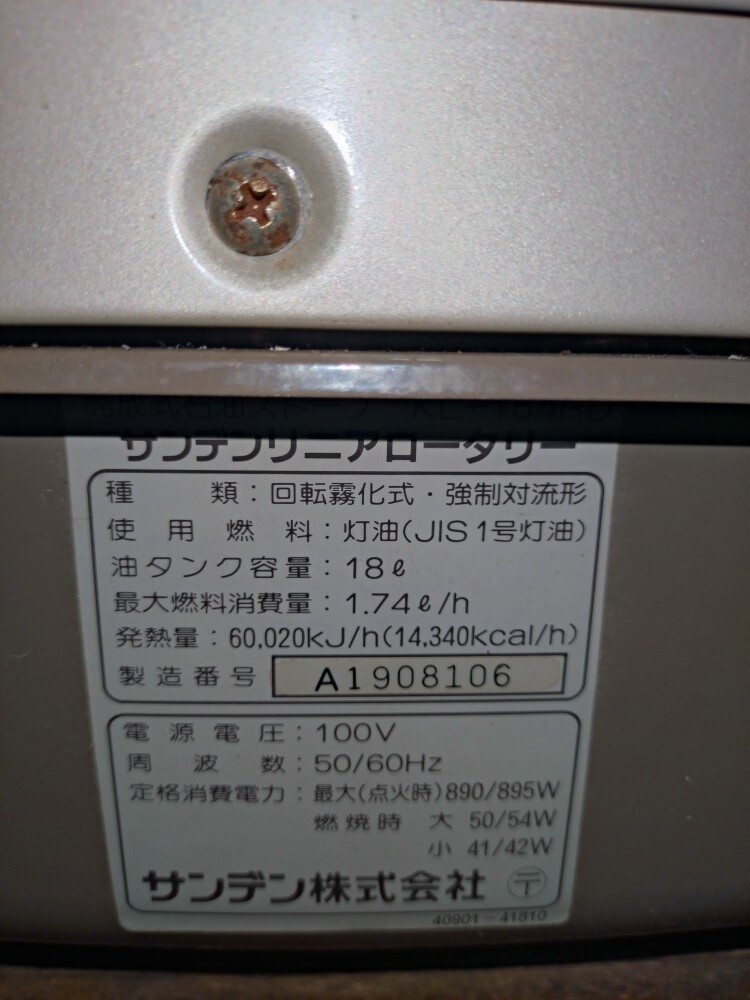 サンデンリニアロータリー
種類：回転霧化式・強制対流形
使用燃料：灯油(JIS1号灯油)
油タンク容量：18ℓ
最大燃料消費量：1.74ℓ/h
発熱量：60,020kJ/h(14,340kcal/h)
製造番号 A1908106
電源電圧：100V
周波数：50/60Hz
定格消費電力：最大(点火時)890/895W
燃焼時 大 50/54W
小 41/42W
サンデン株式会社 〒
40901-41810